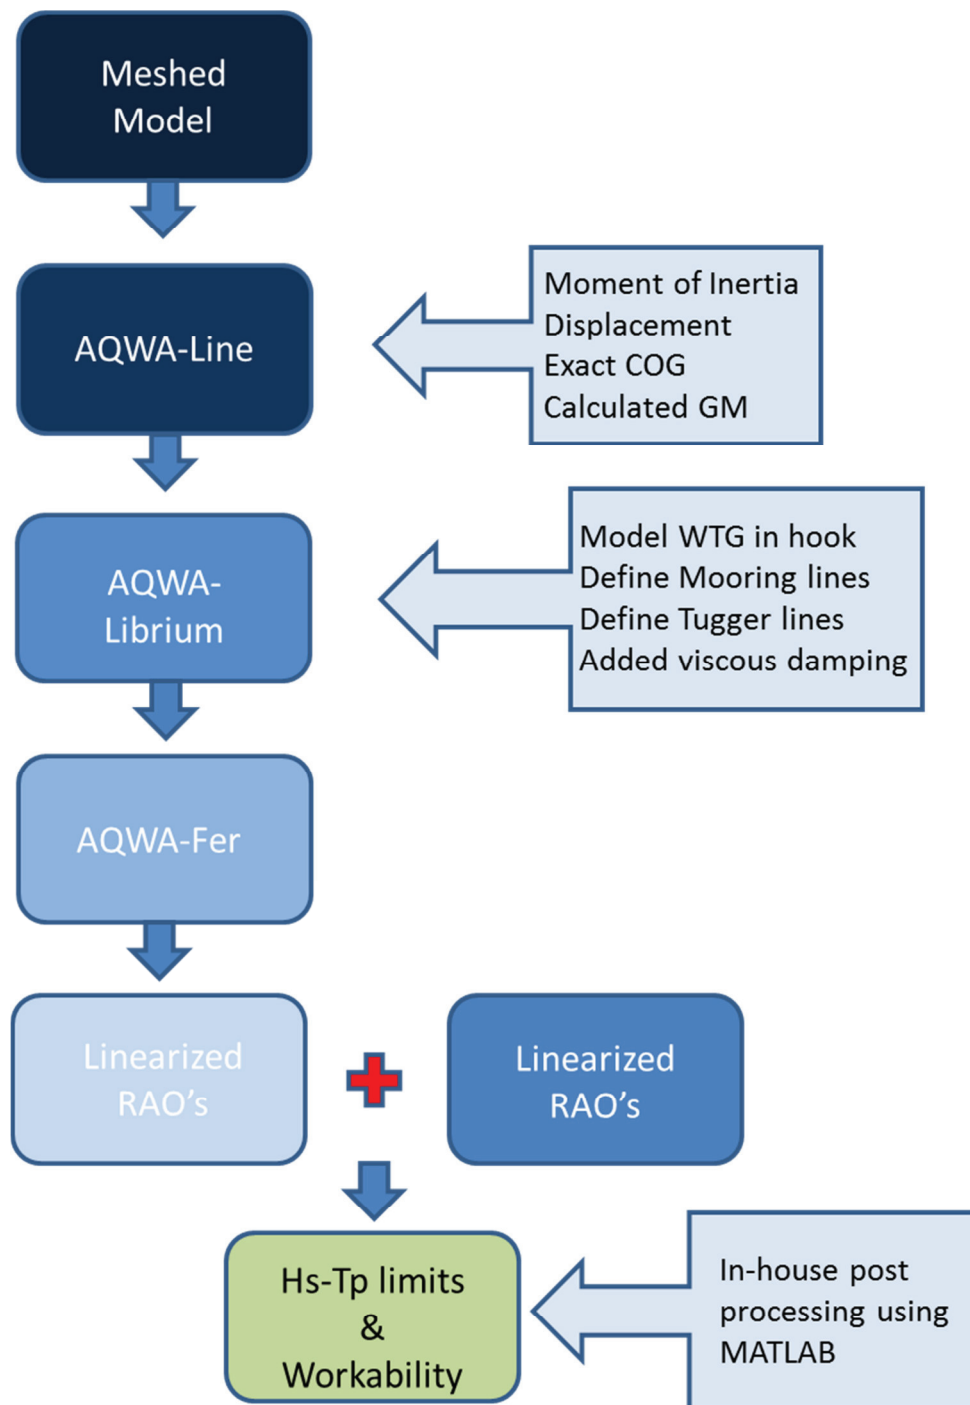 Meshed
Model
AQWA-Line
Moment of Inertia
Displacement
Exact COG
Calculated GM
AQWA-
Librium
Model WTG in hook
Define Mooring lines
Define Tugger lines
Added viscous damping
AQWA-Fer
Linearized
RAO’s
Linearized
RAO’s
Hs-Tp limits
&
Workability
In-house post
processing using
MATLAB